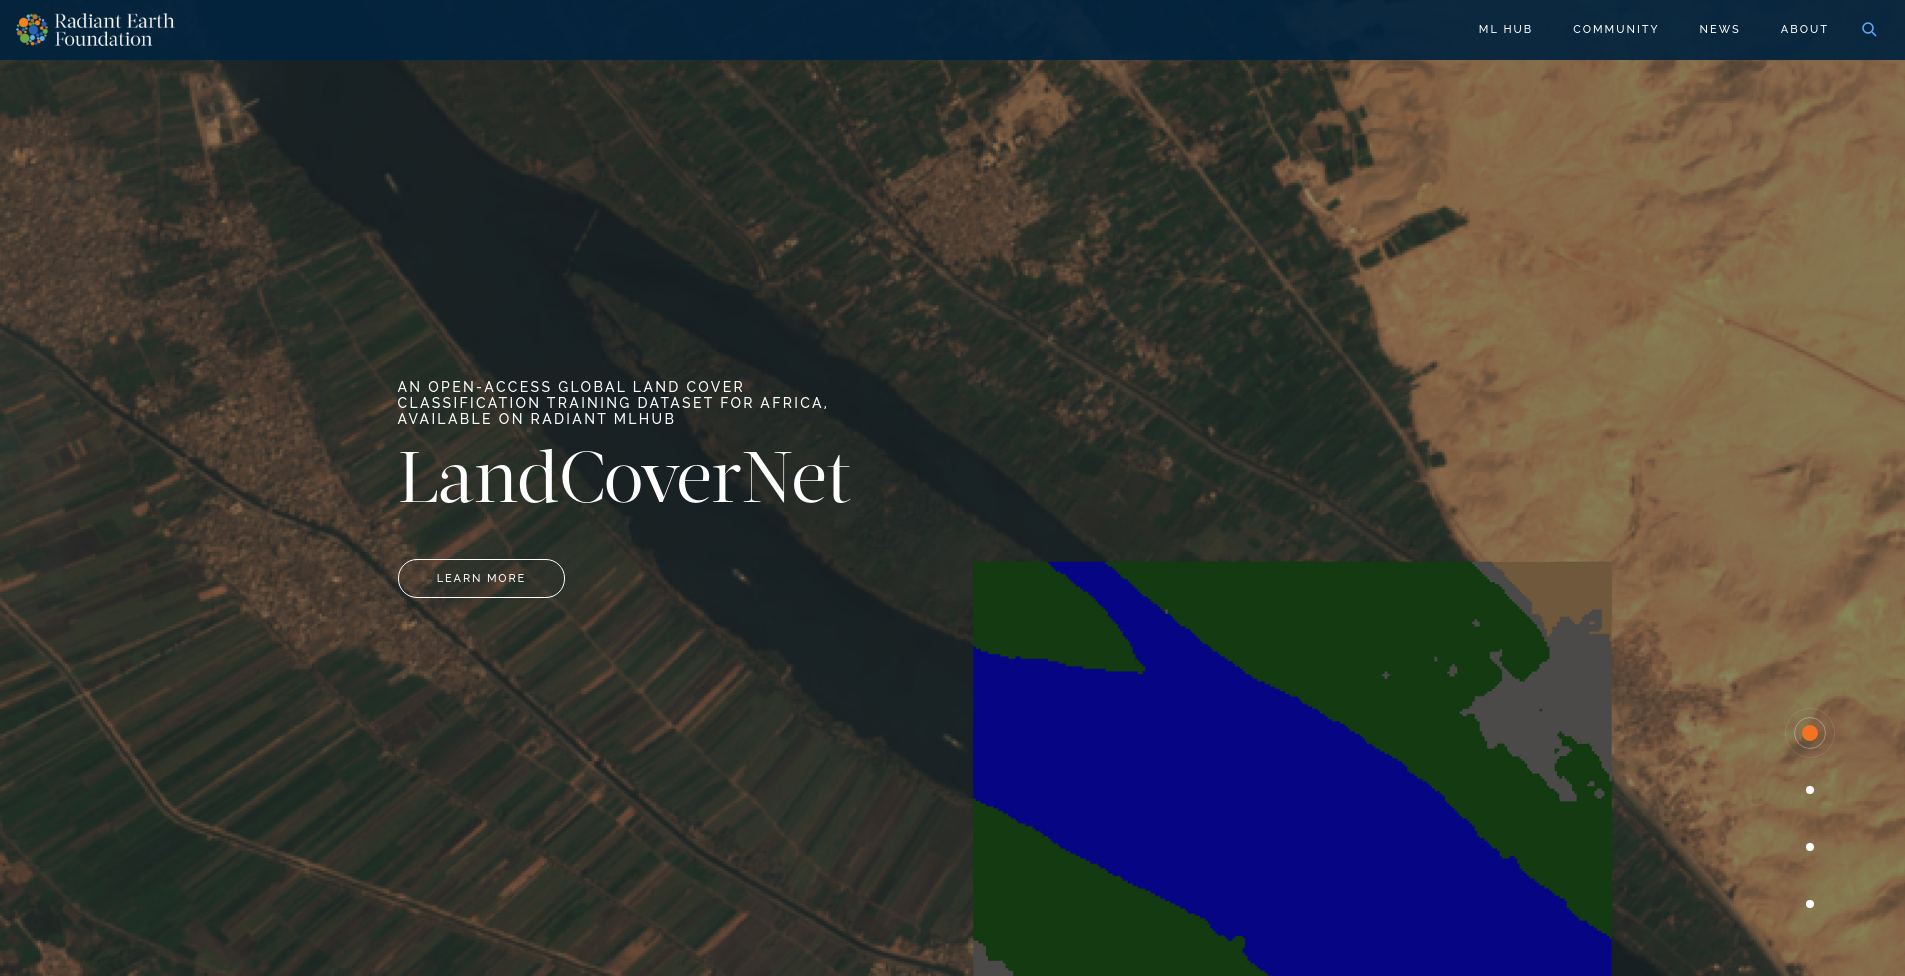 Radiant Earth
Foundation
ML HUB
COMMUNITY
NEWS
ABOUT
AN OPEN-ACCESS GLOBAL LAND COVER
CLASSIFICATION TRAINING DATASET FOR AFRICA,
AVAILABLE ON RADIANT MLHUB
LandCoverNet
LEARN MORE